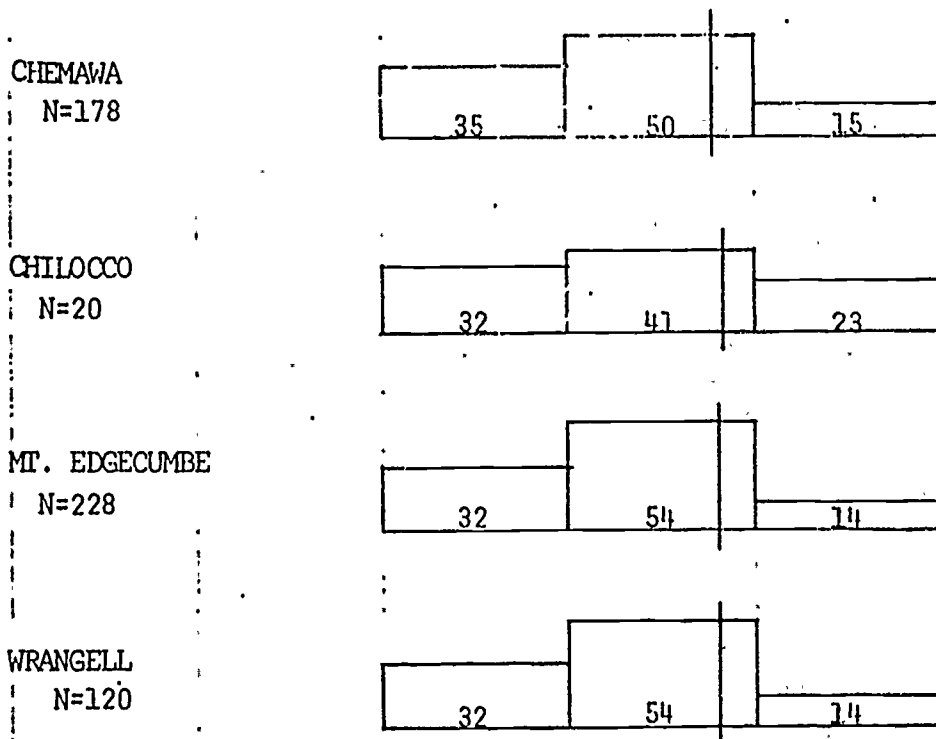 CHEMAWA
N=178
35 50 15
CHILOCCO
N=20
32 41 23
MT. EDGECUMBE
N=228
32 54 14
WRANGELL
N=120
32 54 14